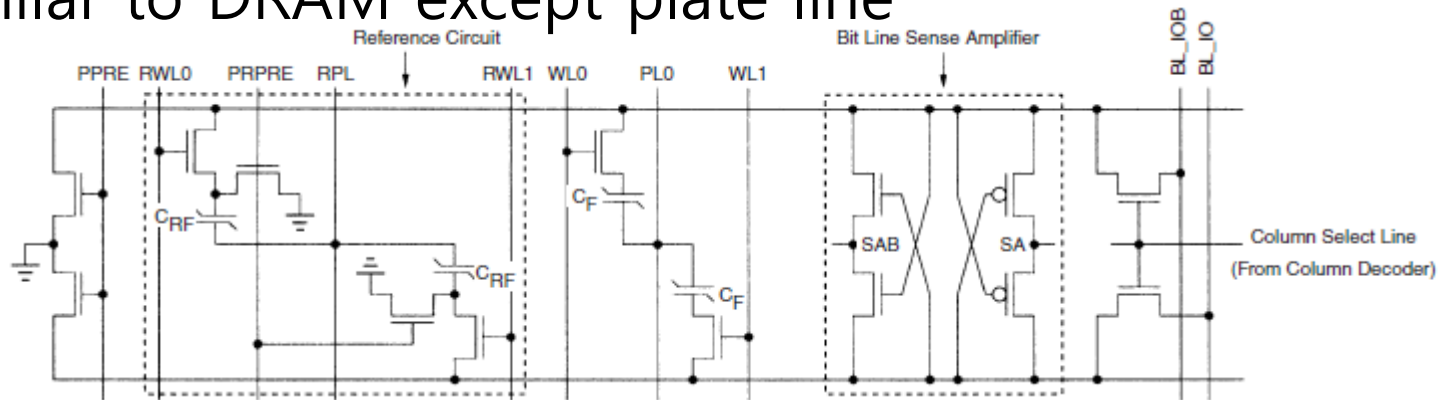 to DRAM except plate line
Reference Circuit
Bit Line Sense Amplifier
BL_IOB
BL_IO
PPRE RWL0 PRPRE RPL RWL1 WL0 PL0 WL1
CF
CRF
SAB
SA
Column Select Line
(From Column Decoder)
CRF
CF